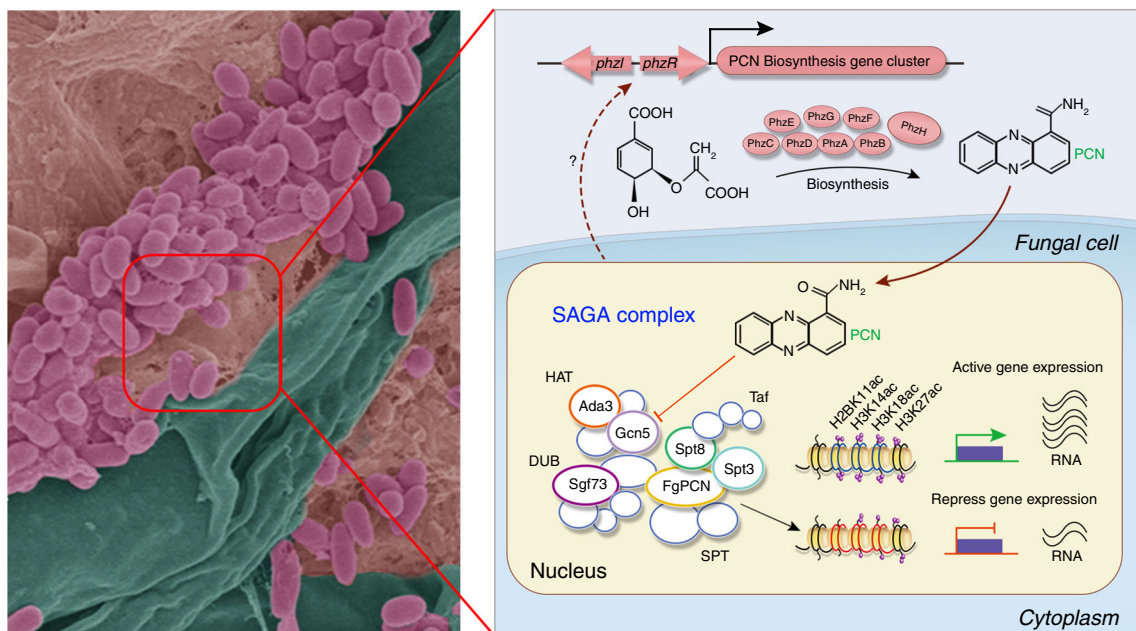 phzI
phzR
PCN Biosynthesis gene cluster
COOH
CH2
O
COOH
OH
?
PhzE
PhzG
PhzF
PhzH
PhzC
PhzD
PhzA
PhzB
Biosynthesis
NH2
N
N
PCN
Fungal cell
SAGA complex
O
NH2
N
N
PCN
HAT
Ada3
Gcn5
Taf
Spt8
Spt3
DUB
Sgf73
FgPCN
SPT
H2BK11ac
H3K14ac
H3K18ac
H3K27ac
Active gene expression
RNA
Repress gene expression
RNA
Nucleus
Cytoplasm